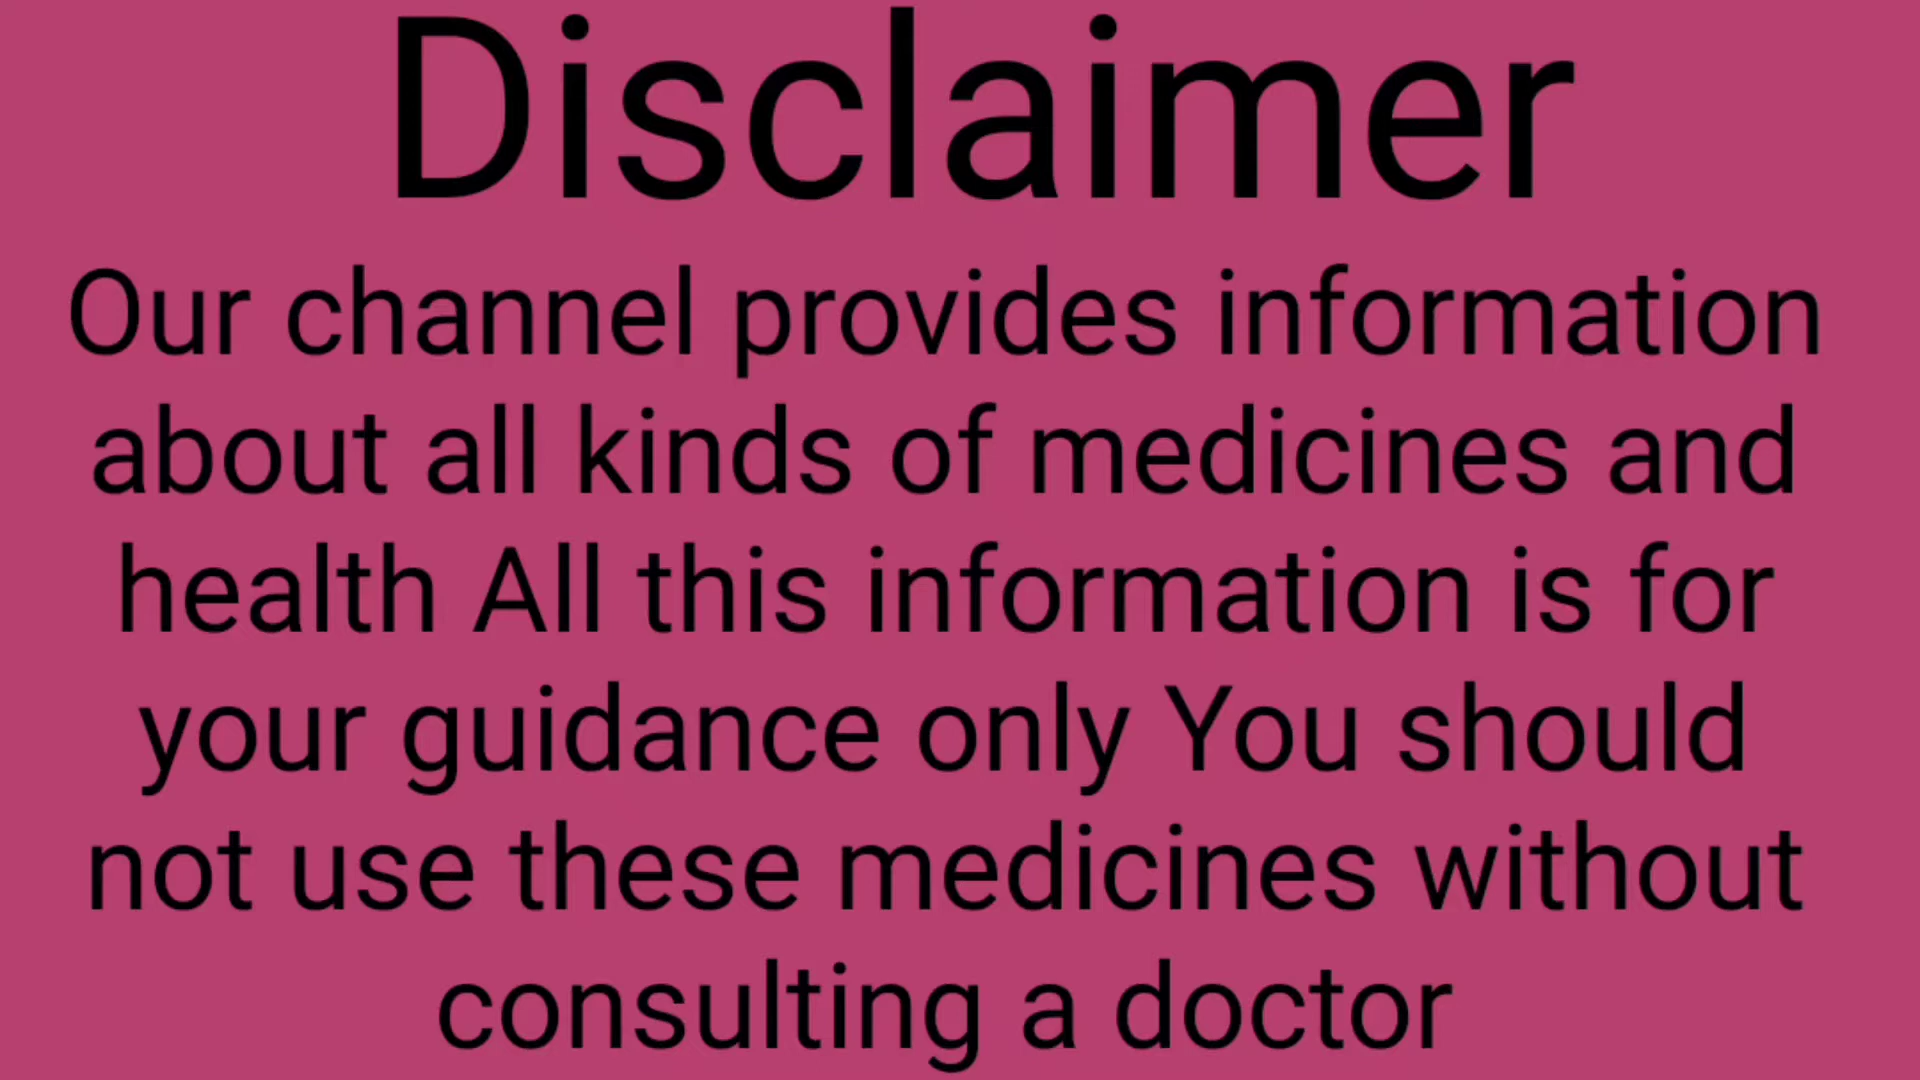 Disclaimer
Our channel provides information
about all kinds of medicines and
health All this information is for
your guidance only You should
not use these medicines without
consulting a doctor